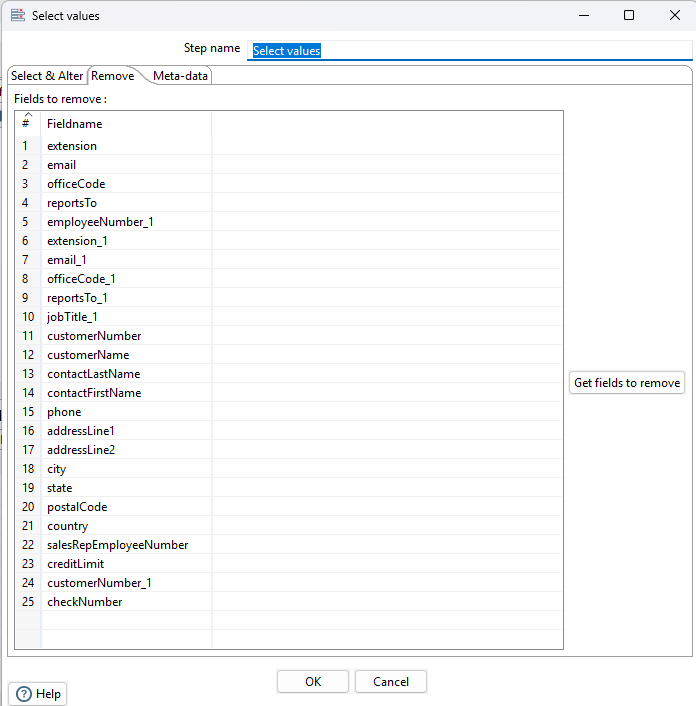 Select values
Step name Select values
Select & Alter Remove Meta-data
Fields to remove :
# Fieldname
1 extension
2 email
3 officeCode
4 reportsTo
5 employeeNumber_1
6 extension_1
7 email_1
8 officeCode_1
9 reportsTo_1
10 jobTitle_1
11 customerNumber
12 customerName
13 contactLastName
14 contactFirstName
15 phone
16 addressLine1
17 addressLine2
18 city
19 state
20 postalCode
21 country
22 salesRepEmployeeNumber
23 creditLimit
24 customerNumber_1
25 checkNumber
Get fields to remove
OK Cancel
? Help